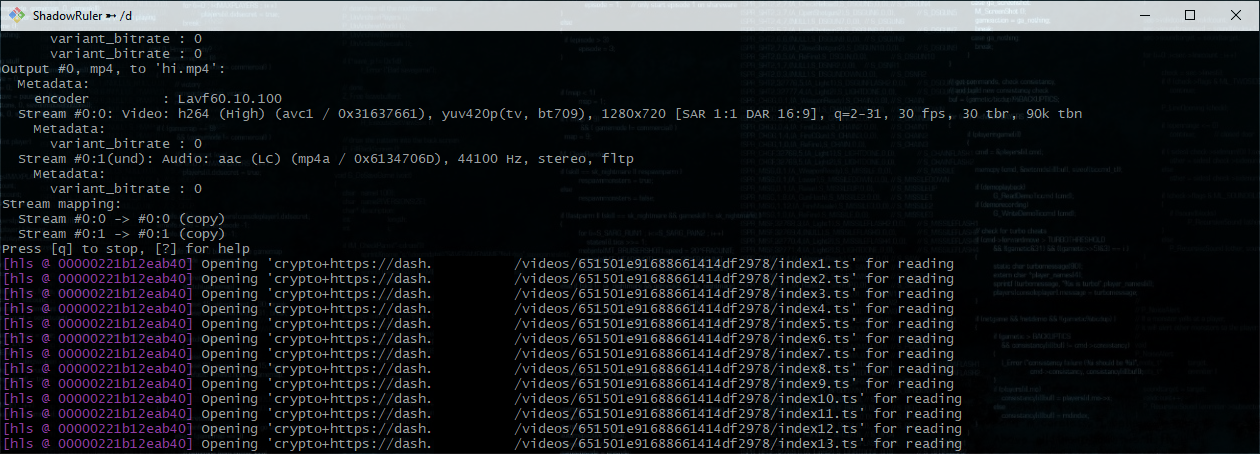 ShadowRuler ➸ /d
variant_bitrate : 0
variant_bitrate : 0
Output #0, mp4, to 'hi.mp4':
Metadata:
encoder : Lavf60.10.100
Stream #0:0: Video: h264 (High) (avc1 / 0x31637661), yuv420p(tv, bt709), 1280x720 [SAR 1:1 DAR 16:9], q=2-31, 30 fps, 30 tbr, 90k tbn
Metadata:
variant_bitrate : 0
Stream #0:1(und): Audio: aac (LC) (mp4a / 0x6134706D), 44100 Hz, stereo, fltp
Metadata:
variant_bitrate : 0
Stream mapping:
Stream #0:0 -> #0:0 (copy)
Stream #0:1 -> #0:1 (copy)
Press [q] to stop, [?] for help
[hls @ 00000221b12eab40] Opening 'crypto+https://dash. /videos/651501e91688661414df2978/index1.ts' for reading
[hls @ 00000221b12eab40] Opening 'crypto+https://dash. /videos/651501e91688661414df2978/index2.ts' for reading
[hls @ 00000221b12eab40] Opening 'crypto+https://dash. /videos/651501e91688661414df2978/index3.ts' for reading
[hls @ 00000221b12eab40] Opening 'crypto+https://dash. /videos/651501e91688661414df2978/index4.ts' for reading
[hls @ 00000221b12eab40] Opening 'crypto+https://dash. /videos/651501e91688661414df2978/index5.ts' for reading
[hls @ 00000221b12eab40] Opening 'crypto+https://dash. /videos/651501e91688661414df2978/index6.ts' for reading
[hls @ 00000221b12eab40] Opening 'crypto+https://dash. /videos/651501e91688661414df2978/index7.ts' for reading
[hls @ 00000221b12eab40] Opening 'crypto+https://dash. /videos/651501e91688661414df2978/index8.ts' for reading
[hls @ 00000221b12eab40] Opening 'crypto+https://dash. /videos/651501e91688661414df2978/index9.ts' for reading
[hls @ 00000221b12eab40] Opening 'crypto+https://dash. /videos/651501e91688661414df2978/index10.ts' for reading
[hls @ 00000221b12eab40] Opening 'crypto+https://dash. /videos/651501e91688661414df2978/index11.ts' for reading
[hls @ 00000221b12eab40] Opening 'crypto+https://dash. /videos/651501e91688661414df2978/index12.ts' for reading
[hls @ 00000221b12eab40] Opening 'crypto+https://dash. /videos/651501e91688661414df2978/index13.ts' for reading